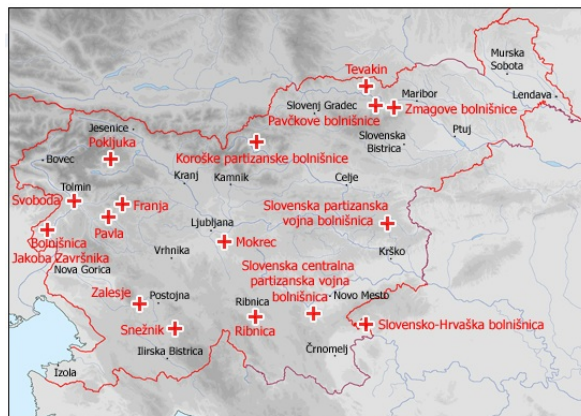 Murska
Sobota
Tevakin
Lendava
Slovenj Gradec
Maribor
Zmagove bolnišnice
Pavčkove bolnišnice
Ptuj
Jesenice
Pokijuka
Koroške partizanske bolnišnice
Slovenska
Bistrica
Bovec
Tolmin
Kranj
Kamnik
Celje
Svoboda
Franja
Slovenska partizanska
vojna bolnišnica
Pavla
Ljubljana
Bolnišnica
Jakoba Završnika
Mokrec
Vrhnika
Krško
Slovenska centralna
partizanska vojna
bolnišnica
Nova Gorica
Zalesje
Postojna
Ribnica
Novo Mesto
Snežnik
Ribnica
Slovensko-Hrvaška bolnišnica
Ilirska Bistrica
Črnomelj
Izola